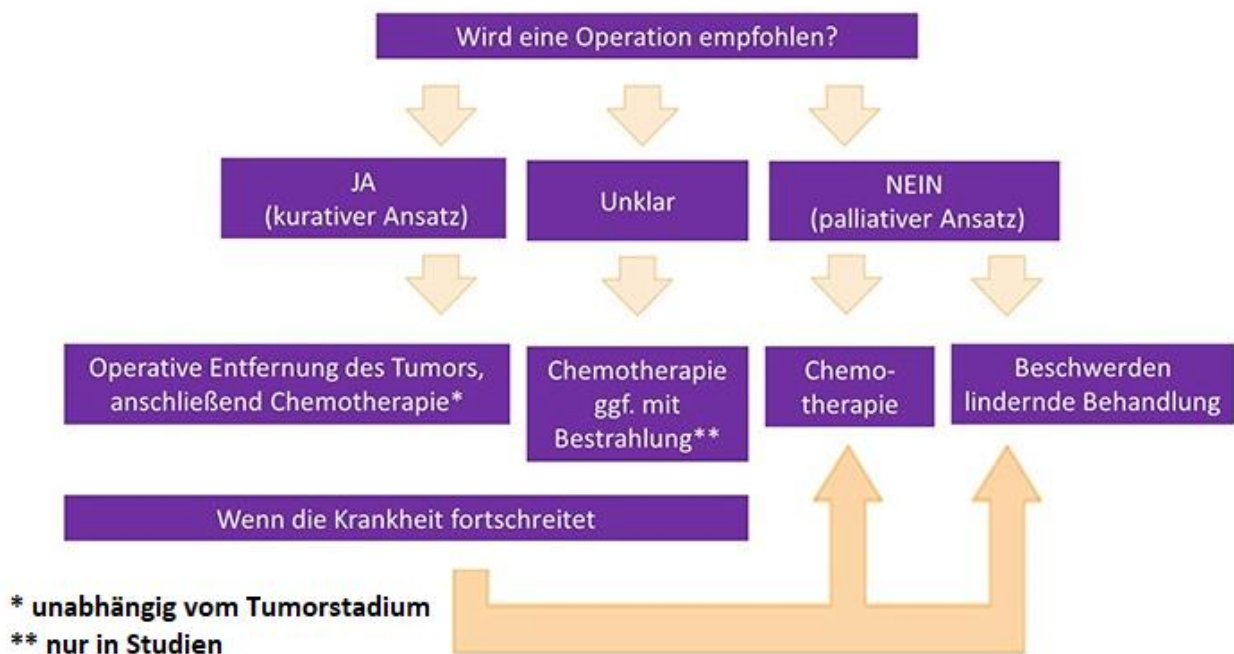 Wird eine Operation empfohlen?
JA
(kurativer Ansatz)
Unklar
NEIN
(palliativer Ansatz)
Operative Entfernung des Tumors,
anschließend Chemotherapie*
Chemotherapie
ggf. mit
Bestrahlung**
Chemo-
therapie
Beschwerden
lindernde Behandlung
Wenn die Krankheit fortschreitet
* unabhängig vom Tumorstadium
** nur in Studien